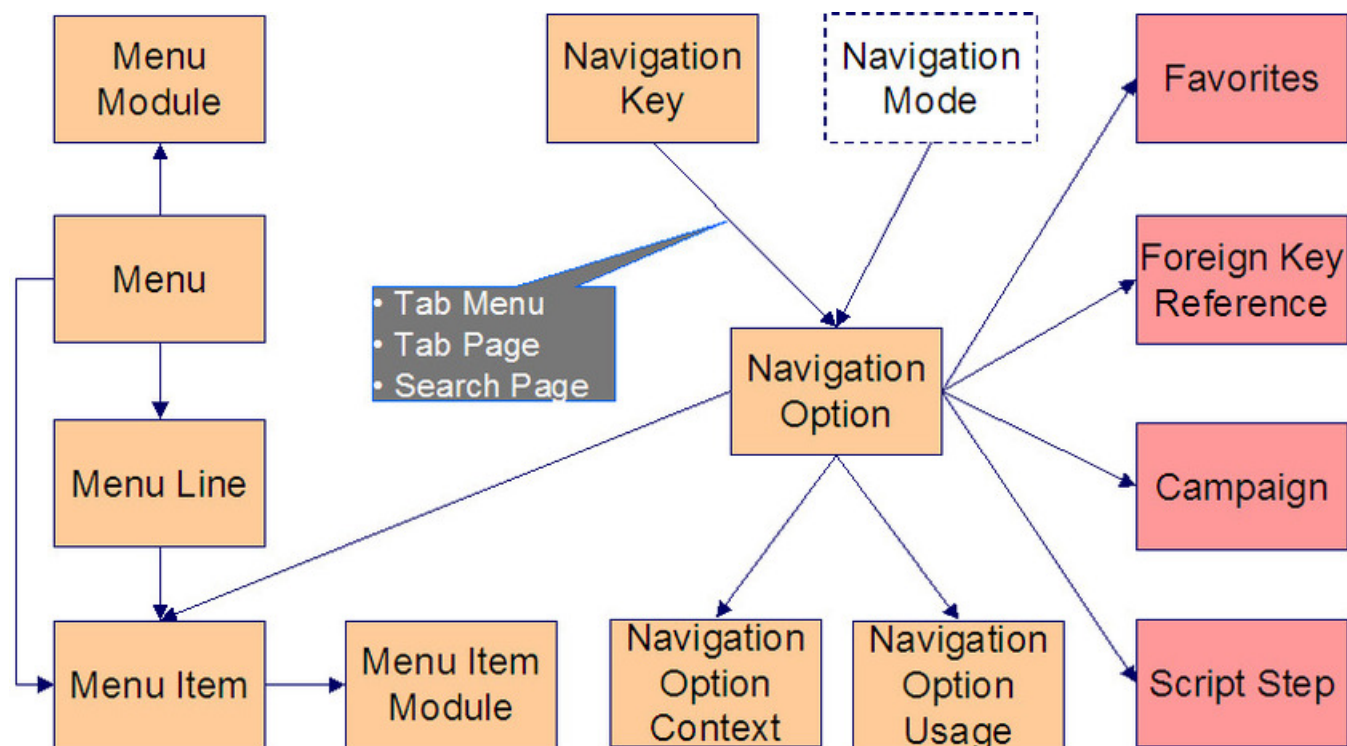 Menu
Module
Navigation
Key
Navigation
Mode
Favorites
Menu
Foreign Key
Reference
• Tab Menu
• Tab Page
• Search Page
Navigation
Option
Menu Line
Campaign
Menu Item
Menu Item
Module
Navigation
Option
Context
Navigation
Option
Usage
Script Step